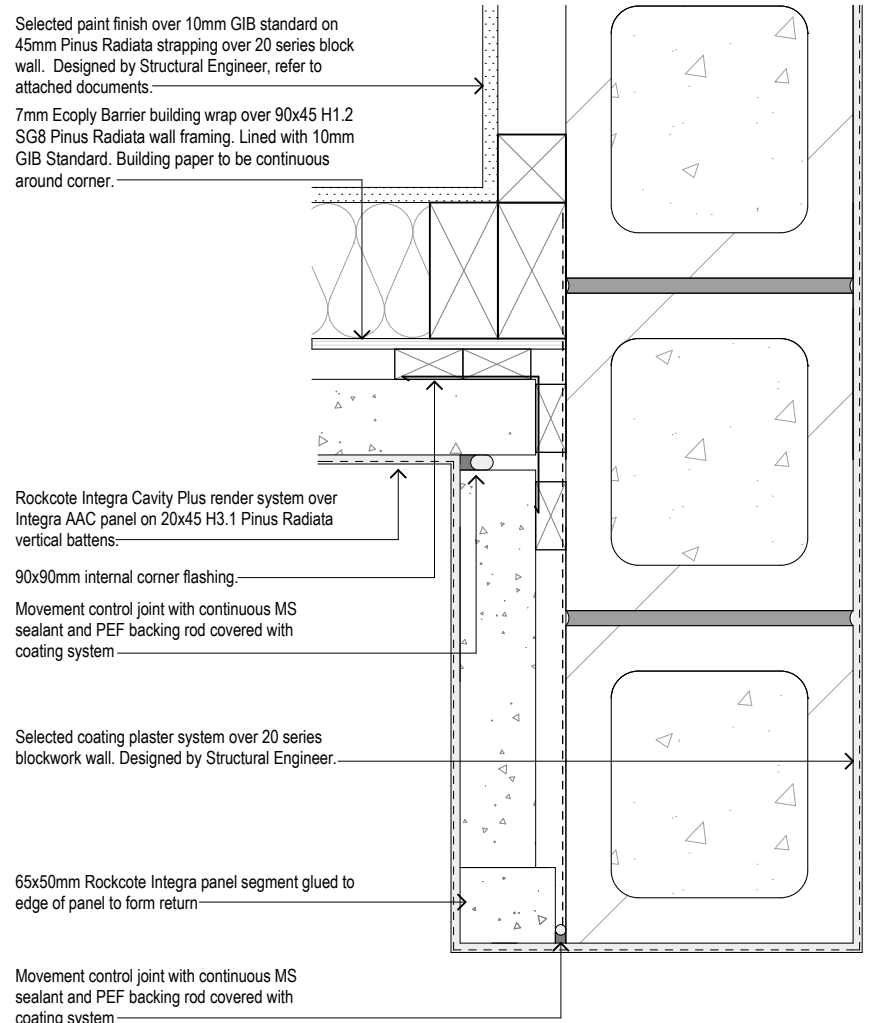 Selected paint finish over 10mm GIB standard on
45mm Pinus Radiata strapping over 20 series block
wall. Designed by Structural Engineer, refer to
attached documents.
7mm Ecoply Barrier building wrap over 90x45 H1.2
SG8 Pinus Radiata wall framing. Lined with 10mm
GIB Standard. Building paper to be continuous
around corner.
Rockcote Integra Cavity Plus render system over
Integra AAC panel on 20x45 H3.1 Pinus Radiata
vertical battens.
90x90mm internal corner flashing.
Movement control joint with continuous MS
sealant and PEF backing rod covered with
coating system
Selected coating plaster system over 20 series
blockwork wall. Designed by Structural Engineer.
65x50mm Rockcote Integra panel segment glued to
edge of panel to form return
Movement control joint with continuous MS
sealant and PEF backing rod covered with
coating system